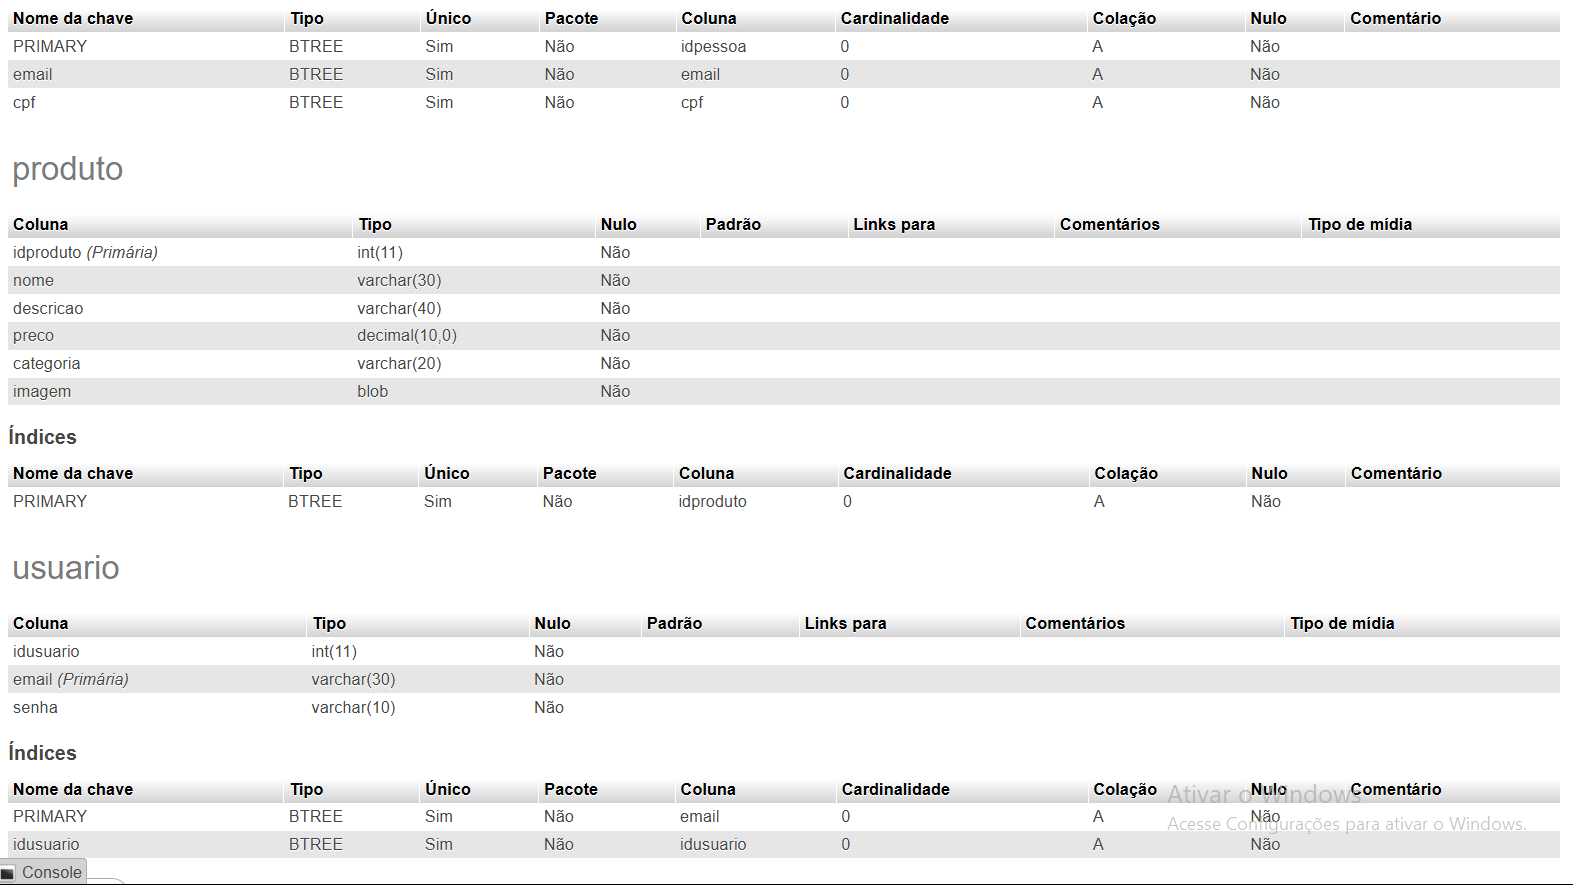 Nome da chave Tipo Único Pacote Coluna Cardinalidade Colação Nulo Comentário
PRIMARY BTREE Sim Não idpessoa 0 A Não
email BTREE Sim Não email 0 A Não
cpf BTREE Sim Não cpf 0 A Não
produto
Coluna Tipo Nulo Padrão Links para Comentários Tipo de mídia
idproduto (Primária) int(11) Não
nome varchar(30) Não
descricao varchar(40) Não
preco decimal(10,0) Não
categoria varchar(20) Não
imagem blob Não
Índices
Nome da chave Tipo Único Pacote Coluna Cardinalidade Colação Nulo Comentário
PRIMARY BTREE Sim Não idproduto 0 A Não
usuario
Coluna Tipo Nulo Padrão Links para Comentários Tipo de mídia
idusuario int(11) Não
email (Primária) varchar(30) Não
senha varchar(10) Não
Índices
Nome da chave Tipo Único Pacote Coluna Cardinalidade Colação Nulo Comentário
PRIMARY BTREE Sim Não email 0 A Não
idusuario BTREE Sim Não idusuario 0 A Não
Ativar o Windows
Acesse Configurações para ativar o Windows.
Console